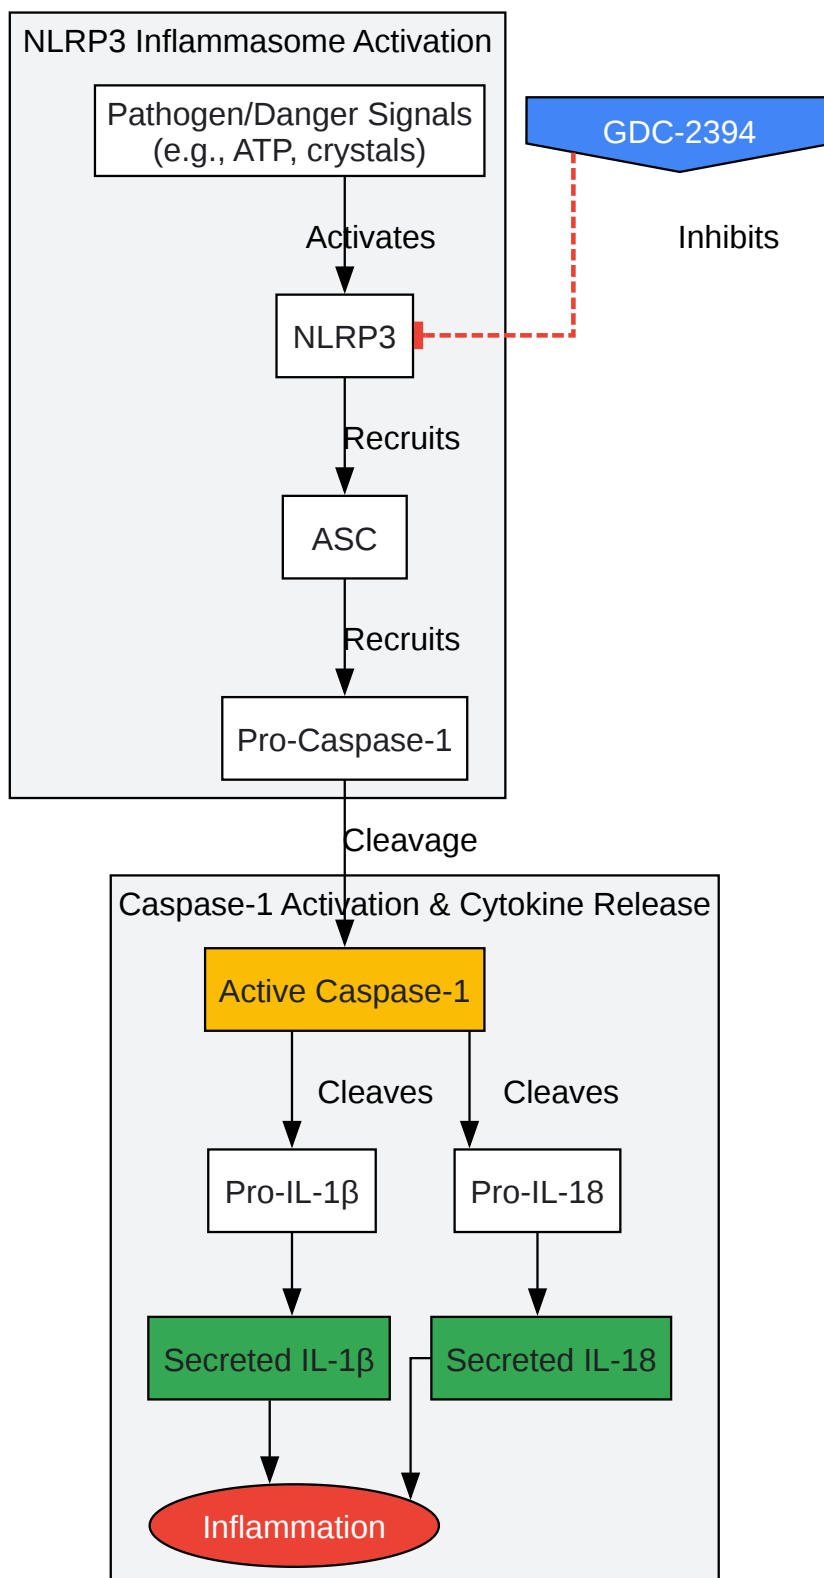 NLRP3 Inflammasome Activation
Pathogen/Danger Signals
(e.g., ATP, crystals)
GDC-2394
Activates
Inhibits
NLRP3
Recruits
ASC
Recruits
Pro-Caspase-1
Cleavage
Caspase-1 Activation & Cytokine Release
Active Caspase-1
Cleaves
Cleaves
Pro-IL-1β
Pro-IL-18
Secreted IL-1β
Secreted IL-18
Inflammation